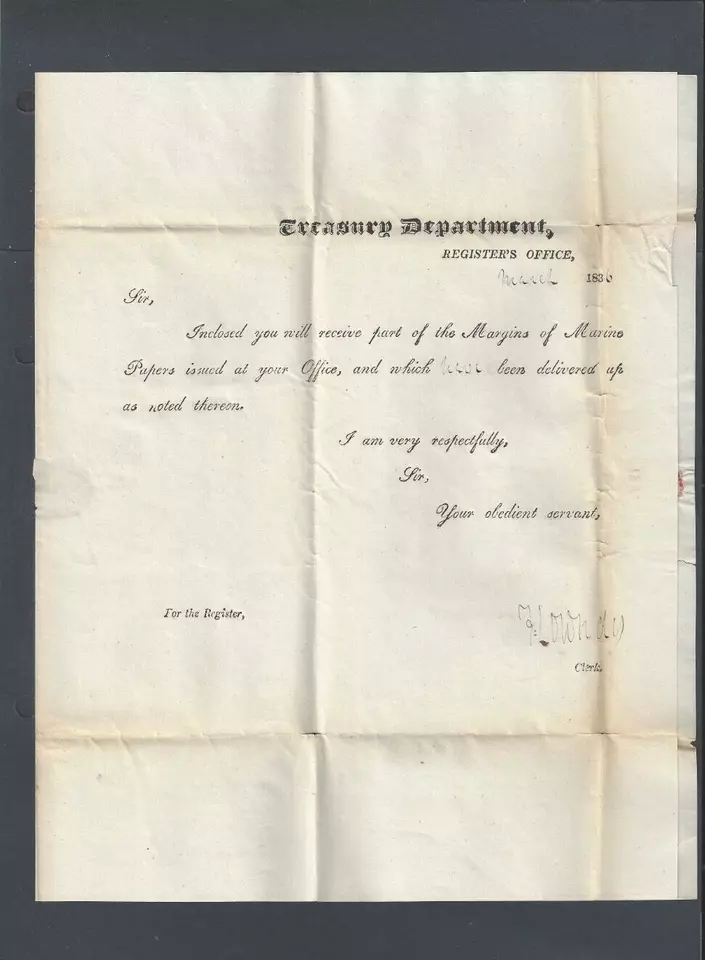 Treasury Department,
REGISTER'S OFFICE,
March 1836
Sir,
Inclosed you will receive part of the Margins of Marine
Papers issued at your Office, and which have been delivered up
as noted thereon.
I am very respectfully,
Sir,
Your obedient servant,
For the Register,
Clerk.